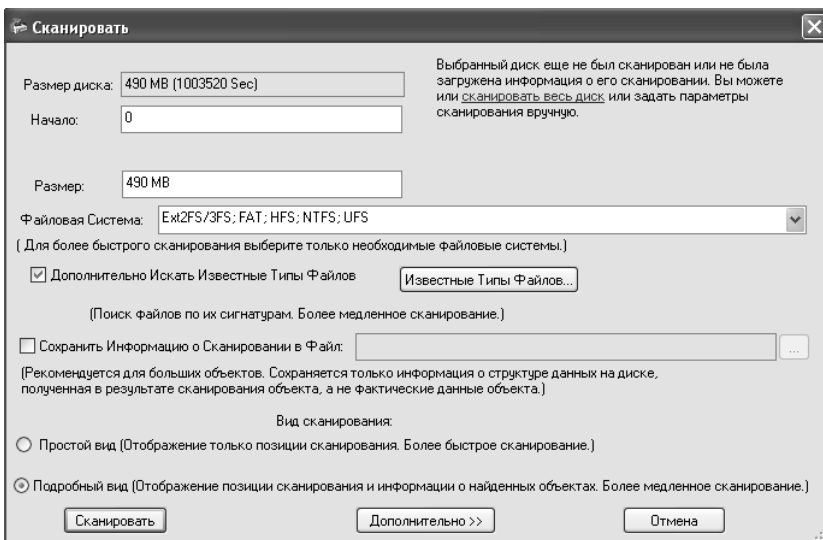 Сканировать
Выбранный диск еще не был сканирован или не была
загружена информация о его сканировании. Вы можете
или сканировать весь диск или задать параметры
сканирования вручную.
Размер диска: 490 MB (1003520 Sec)
Начало: 0
Размер: 490 MB
Файловая Система: Ext2FS/3FS; FAT; HFS; NTFS; UFS
( Для более быстрого сканирования выберите только необходимые файловые системы.)
Дополнительно Искать Известные Типы Файлов Известные Типы Файлов...
(Поиск файлов по их сигнатурам. Более медленное сканирование.)
Сохранить Информацию о Сканировании в Файл: ...
(Рекомендуется для больших объектов. Сохраняется только информация о структуре данных на диске,
полученная в результате сканирования объекта, а не фактические данные объекта.)
Вид сканирования:
Простой вид (Отображение только позиции сканирования. Более быстрое сканирование.)
Подробный вид (Отображение позиции сканирования и информации о найденных объектах. Более медленное сканирование.)
Сканировать Дополнительно >> Отмена